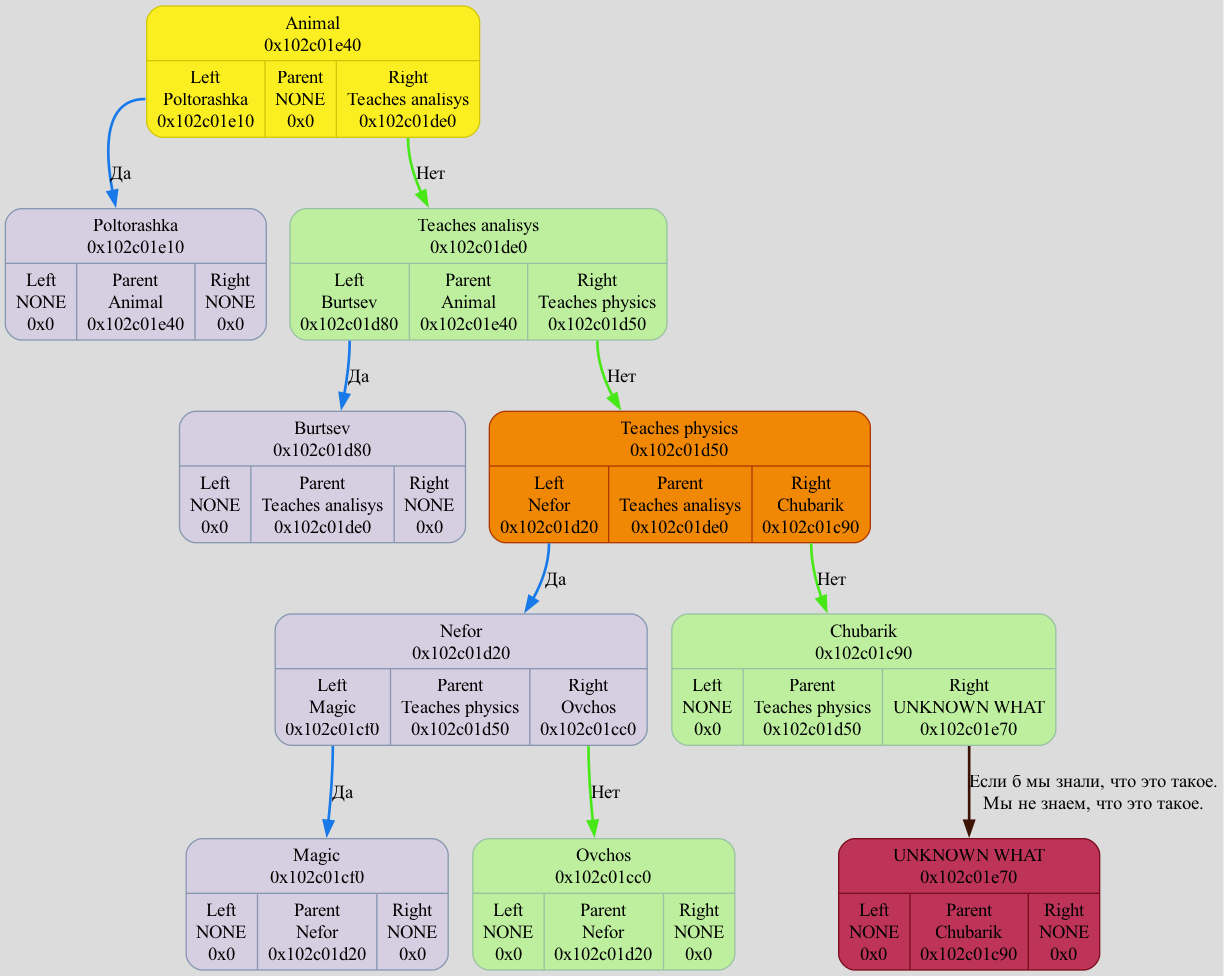 Animal
0x102c01e40
Left
Poltorashka
0x102c01e10
Parent
NONE
0x0
Right
Teaches analisys
0x102c01de0
Да
Нет
Poltorashka
0x102c01e10
Left
NONE
0x0
Parent
Animal
0x102c01e40
Right
NONE
0x0
Teaches analisys
0x102c01de0
Left
Burtsev
0x102c01d80
Parent
Animal
0x102c01e40
Right
Teaches physics
0x102c01d50
Да
Нет
Burtsev
0x102c01d80
Left
NONE
0x0
Parent
Teaches analisys
0x102c01de0
Right
NONE
0x0
Teaches physics
0x102c01d50
Left
Nefor
0x102c01d20
Parent
Teaches analisys
0x102c01de0
Right
Chubarik
0x102c01c90
Да
Нет
Nefor
0x102c01d20
Left
Magic
0x102c01cf0
Parent
Teaches physics
0x102c01d50
Right
Ovchos
0x102c01cc0
Chubarik
0x102c01c90
Left
NONE
0x0
Parent
Teaches physics
0x102c01d50
Right
UNKNOWN WHAT
0x102c01e70
Да
Нет
Если б мы знали, что это такое.
Мы не знаем, что это такое.
Magic
0x102c01cf0
Left
NONE
0x0
Parent
Nefor
0x102c01d20
Right
NONE
0x0
Ovchos
0x102c01cc0
Left
NONE
0x0
Parent
Nefor
0x102c01d20
Right
NONE
0x0
UNKNOWN WHAT
0x102c01e70
Left
NONE
0x0
Parent
Chubarik
0x102c01c90
Right
NONE
0x0